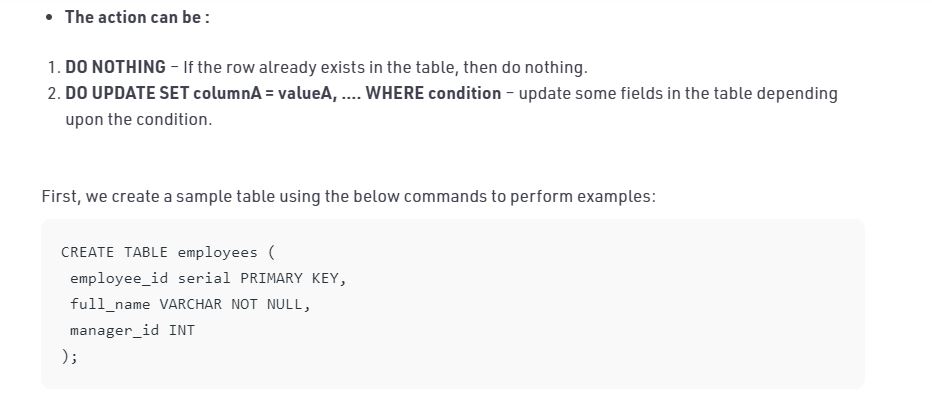 • The action can be :
1. DO NOTHING – If the row already exists in the table, then do nothing.
2. DO UPDATE SET columnA = valueA, .... WHERE condition – update some fields in the table depending
upon the condition.
First, we create a sample table using the below commands to perform examples:
CREATE TABLE employees (
 employee_id serial PRIMARY KEY,
 full_name VARCHAR NOT NULL,
 manager_id INT
);